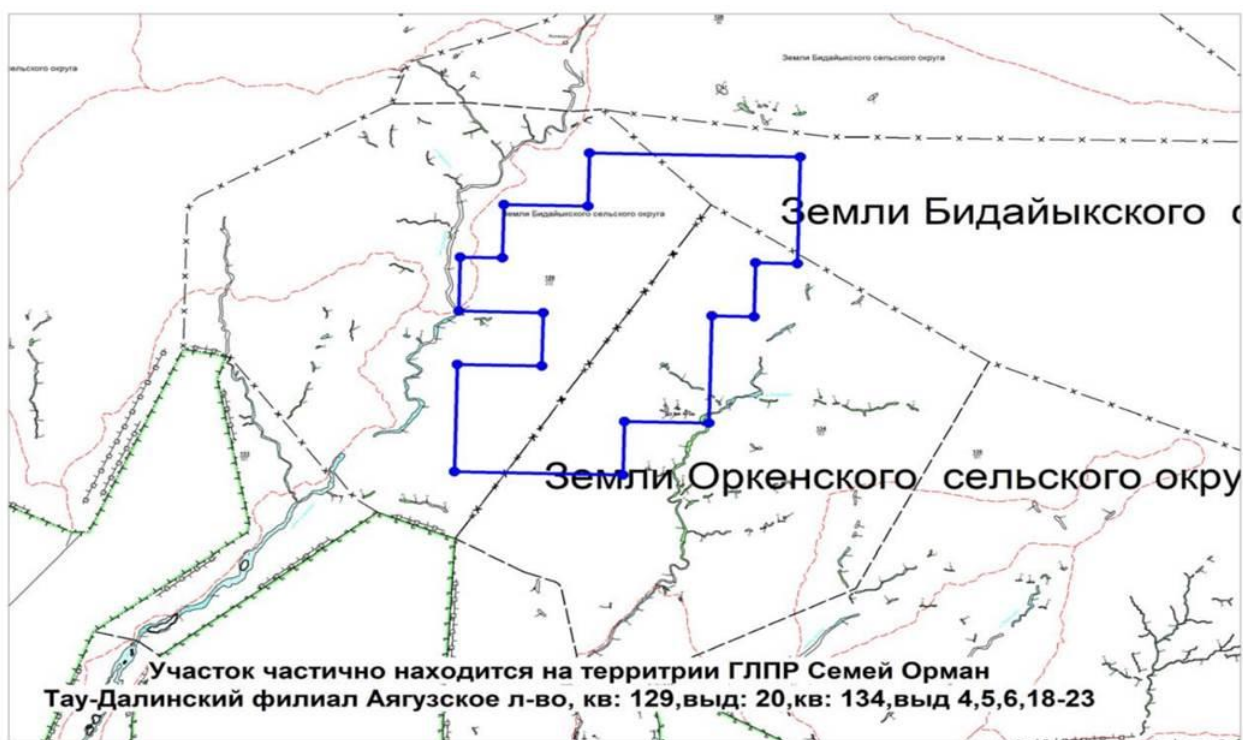 ельского округа
Земли Бидайыкского сельского округа
Земли Бидайыкского с
Земли Бидайыкского сельского округа
129
134
Земли Оркенского сельского окру
Участок частично находится на территрии ГЛПР Семей Орман
Тау-Далинский филиал Аягузское л-во, кв: 129,выд: 20,кв: 134,выд 4,5,6,18-23